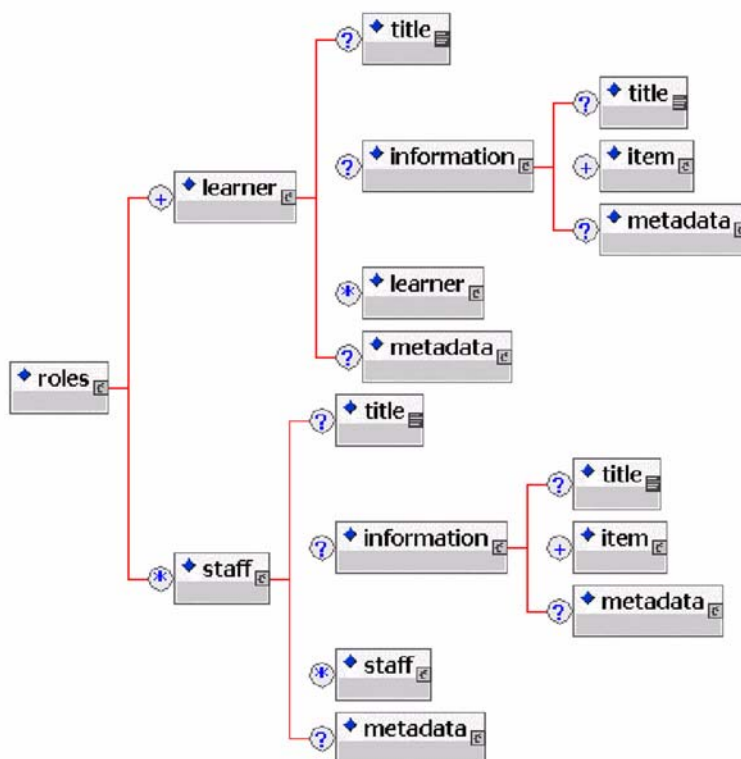 ? title
? title
? information
+ item
+ learner
? metadata
* learner
? metadata
roles
? title
? title
? information
+ item
* staff
? metadata
* staff
? metadata